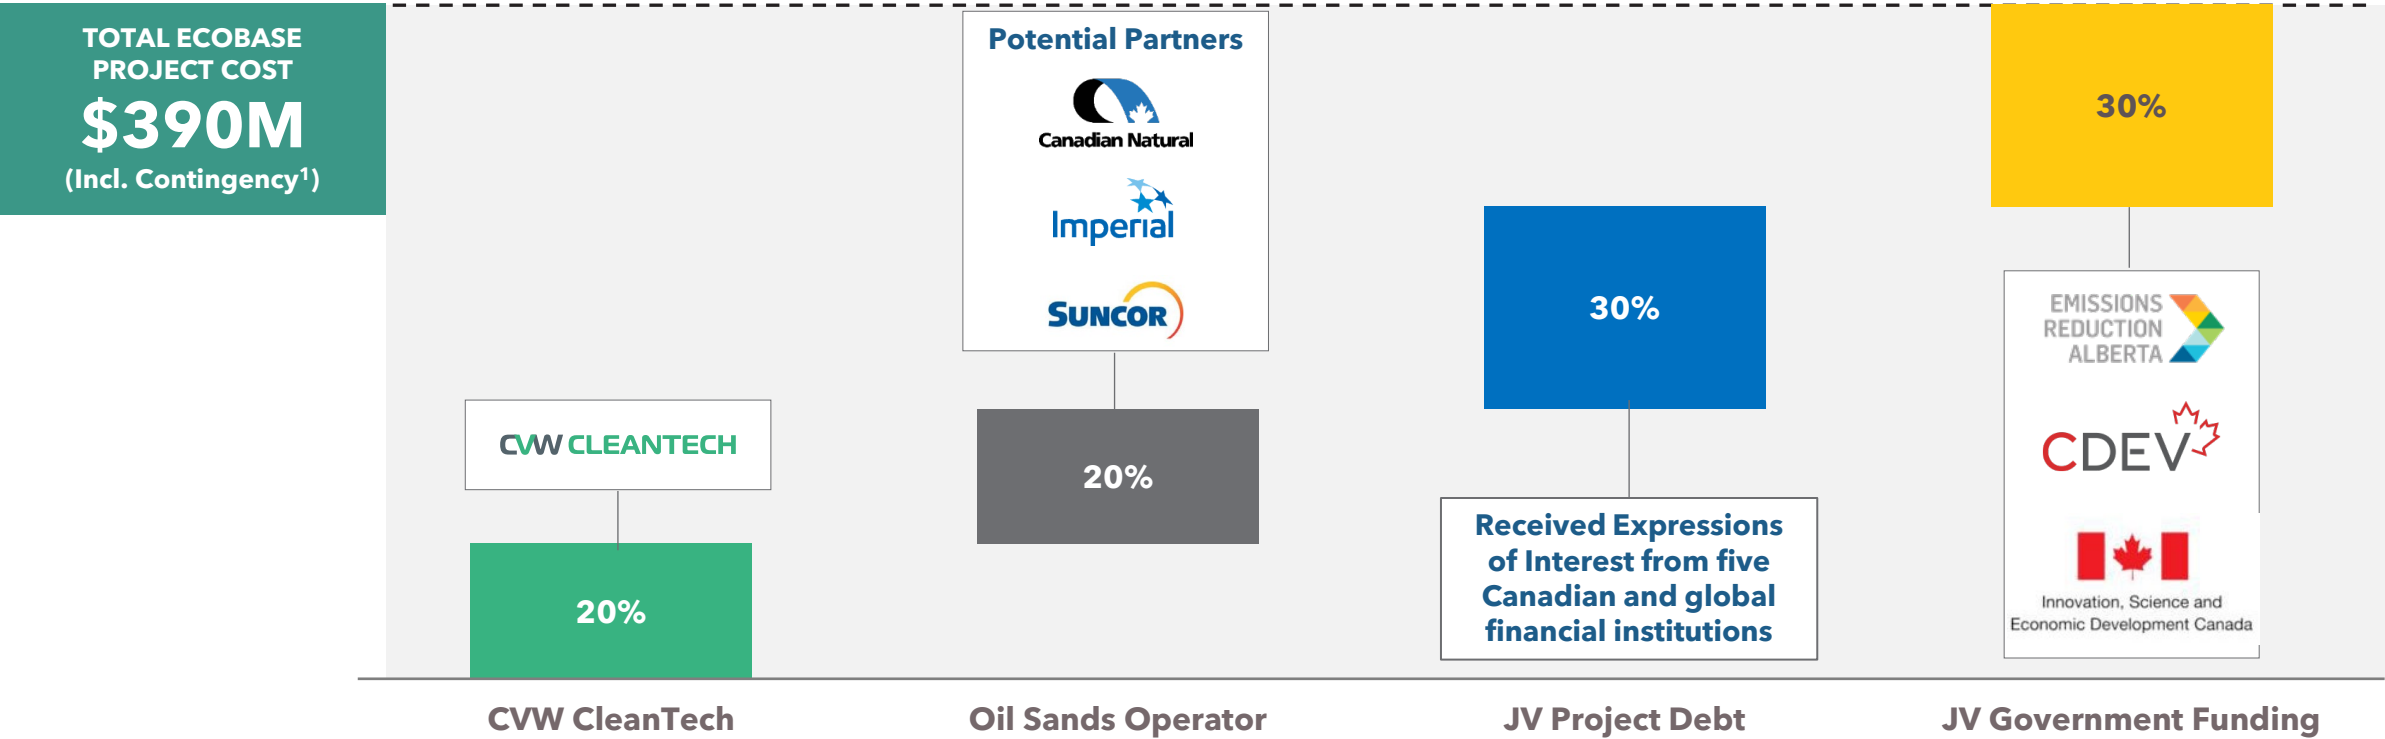 TOTAL ECOBASE
PROJECT COST
$390M
(Incl. Contingency¹)
CVW CLEANTECH
20%
Potential Partners
Canadian Natural
Imperial
SUNCOR
20%
30%
Received Expressions
of Interest from five
Canadian and global
financial institutions
30%
EMISSIONS
REDUCTION
ALBERTA
CDEV
Innovation, Science and
Economic Development Canada
CVW CleanTech
Oil Sands Operator
JV Project Debt
JV Government Funding